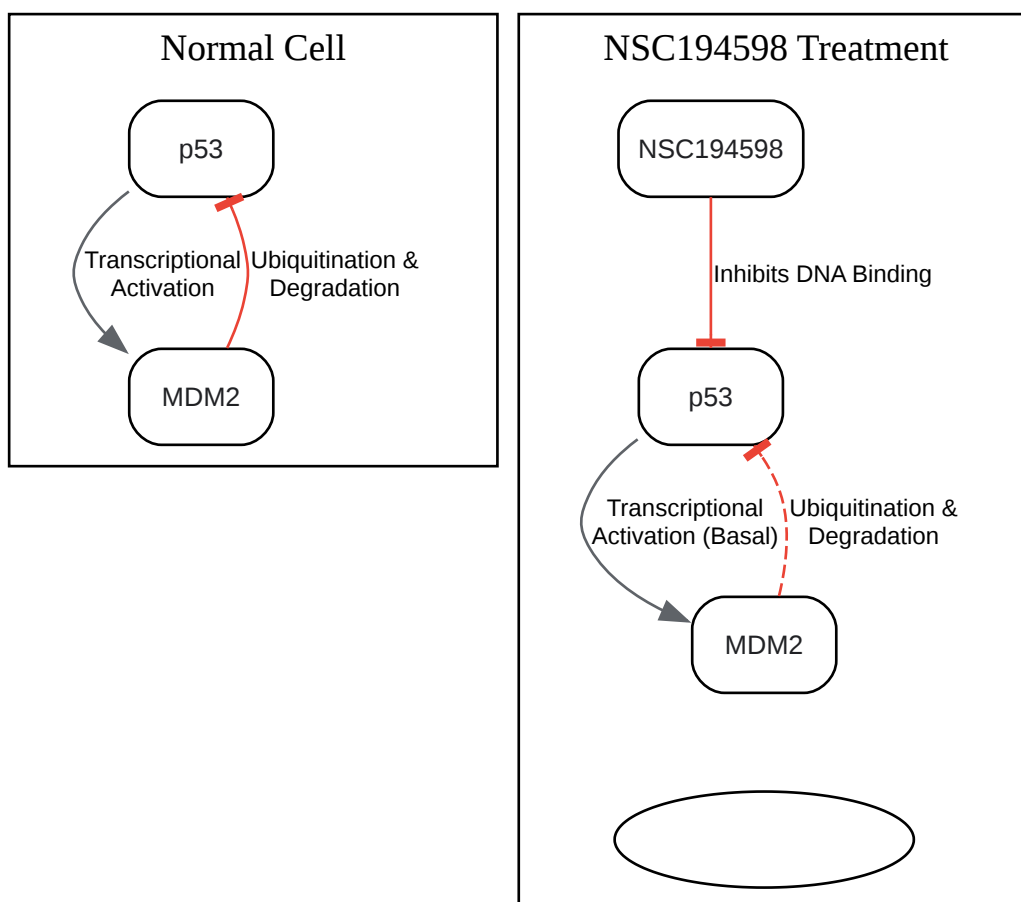 Normal Cell
p53
Transcriptional
Activation
Ubiquitination &
Degradation
MDM2
NSC194598 Treatment
NSC194598
Inhibits DNA Binding
p53
Transcriptional
Activation (Basal)
Ubiquitination &
Degradation
MDM2